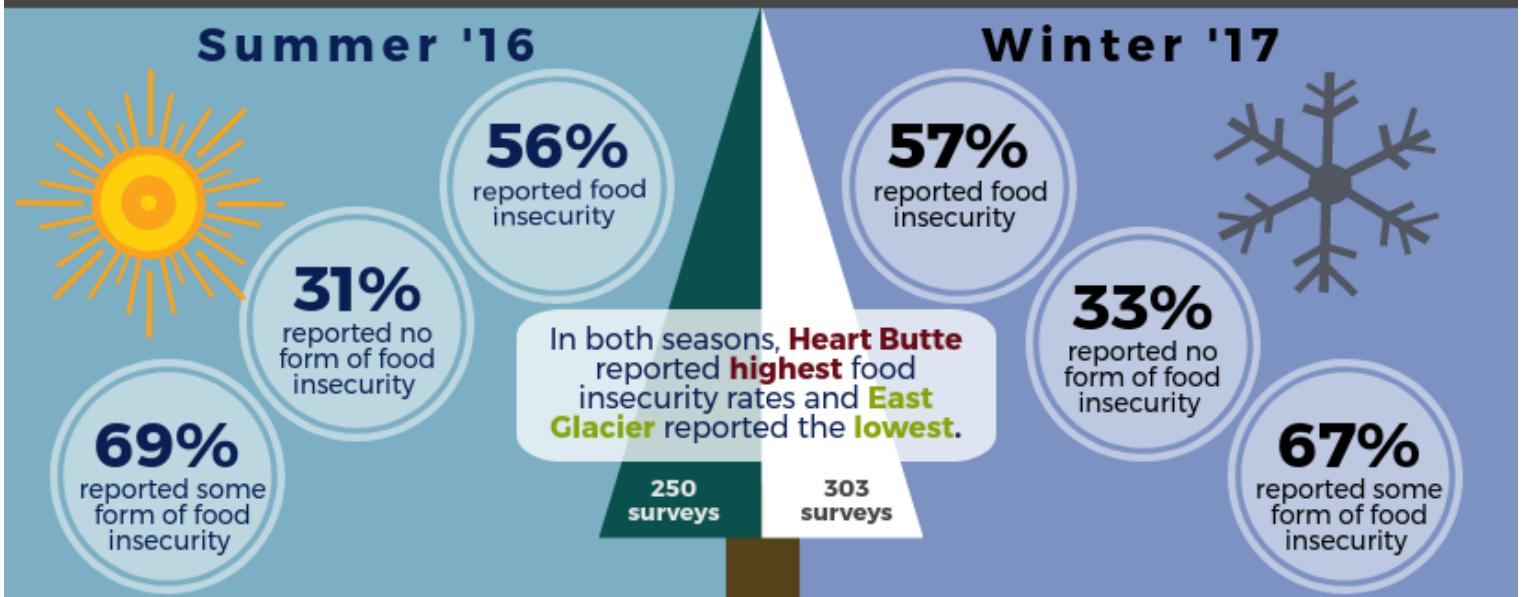 Summer '16
56%
reported food
insecurity
31%
reported no
form of food
insecurity
69%
reported some
form of food
insecurity
Winter '17
57%
reported food
insecurity
33%
reported no
form of food
insecurity
67%
reported some
form of food
insecurity
In both seasons, Heart Butte
reported highest food
insecurity rates and East
Glacier reported the lowest.
250
surveys
303
surveys